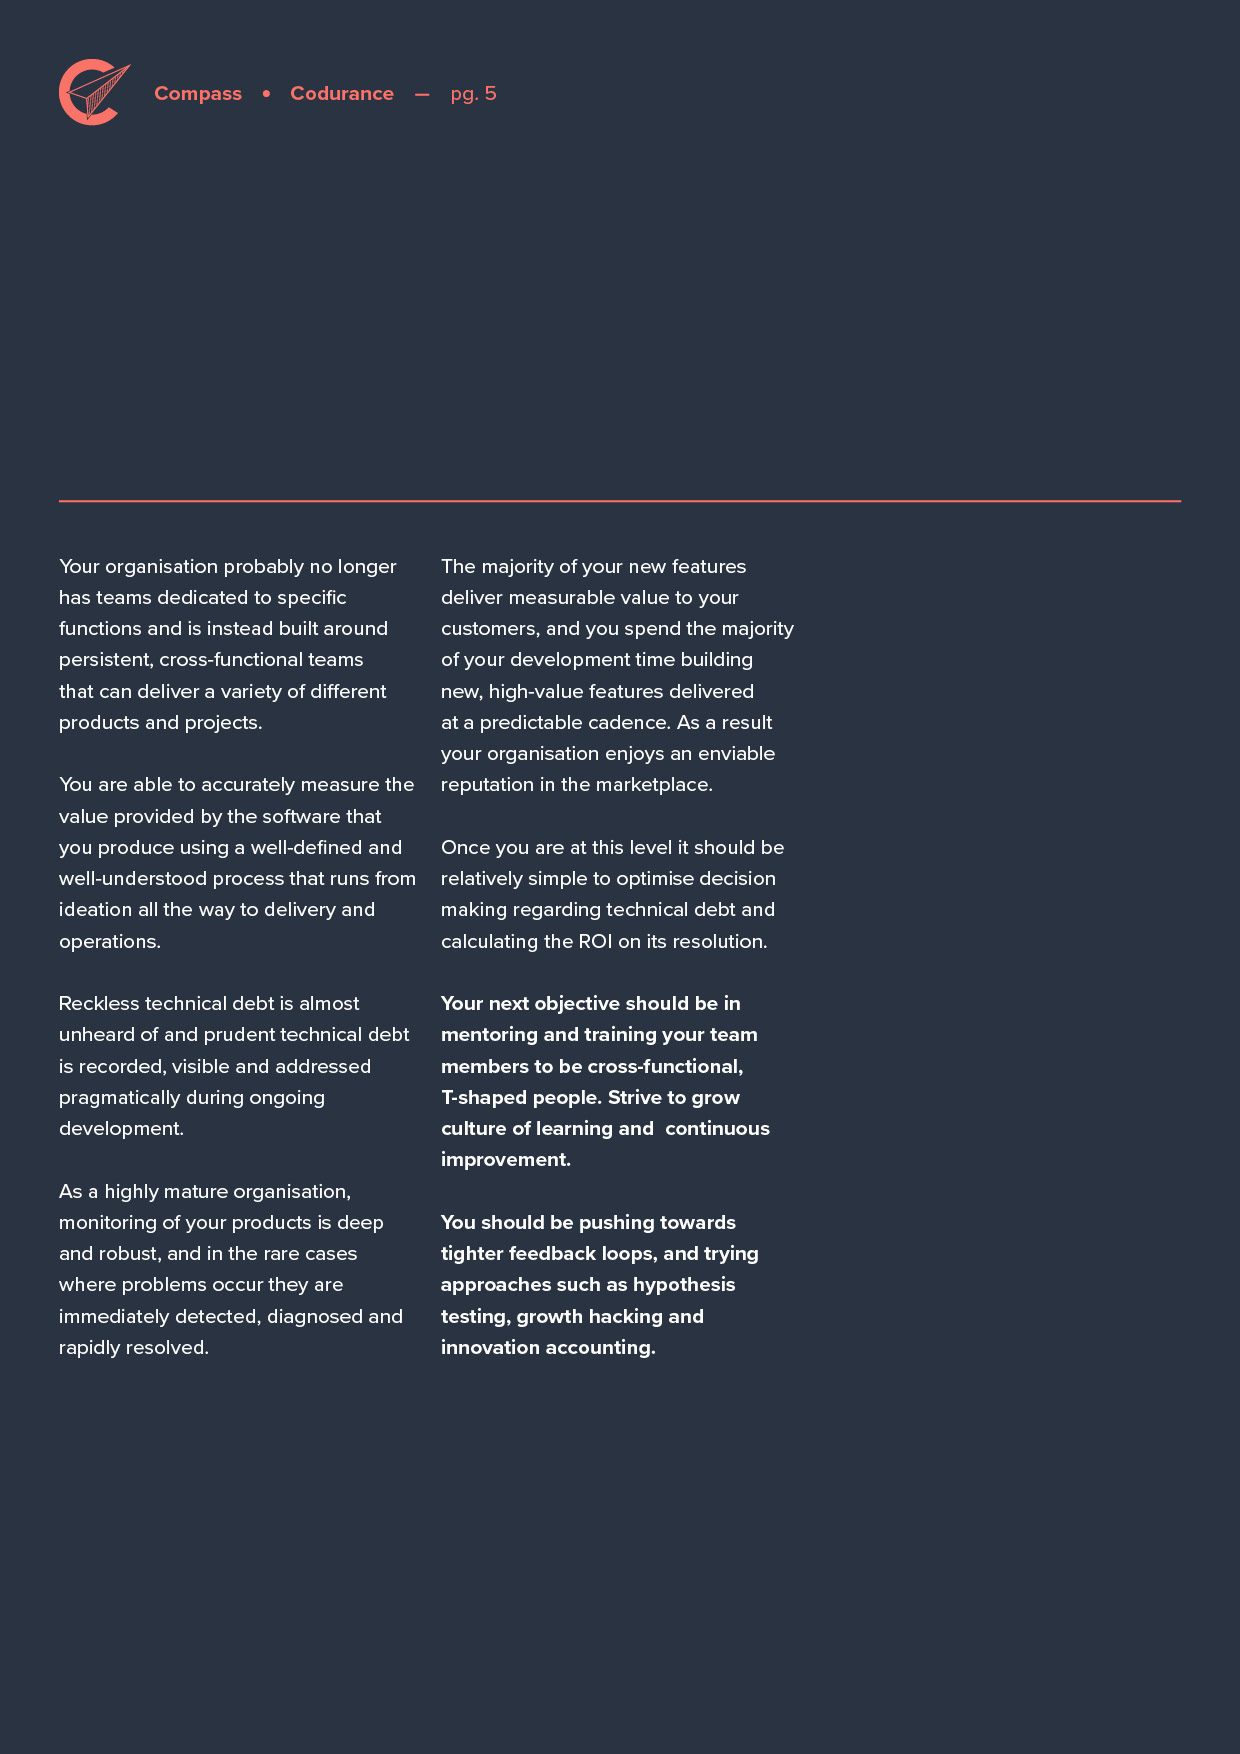 Compass • Codurance — pg. 5
Your organisation probably no longer
has teams dedicated to specific
functions and is instead built around
persistent, cross-functional teams
that can deliver a variety of different
products and projects.
You are able to accurately measure the
value provided by the software that
you produce using a well-defined and
well-understood process that runs from
ideation all the way to delivery and
operations.
Reckless technical debt is almost
unheard of and prudent technical debt
is recorded, visible and addressed
pragmatically during ongoing
development.
As a highly mature organisation,
monitoring of your products is deep
and robust, and in the rare cases
where problems occur they are
immediately detected, diagnosed and
rapidly resolved.
The majority of your new features
deliver measurable value to your
customers, and you spend the majority
of your development time building
new, high-value features delivered
at a predictable cadence. As a result
your organisation enjoys an enviable
reputation in the marketplace.
Once you are at this level it should be
relatively simple to optimise decision
making regarding technical debt and
calculating the ROI on its resolution.
Your next objective should be in
mentoring and training your team
members to be cross-functional,
T-shaped people. Strive to grow
culture of learning and  continuous
improvement.
You should be pushing towards
tighter feedback loops, and trying
approaches such as hypothesis
testing, growth hacking and
innovation accounting.